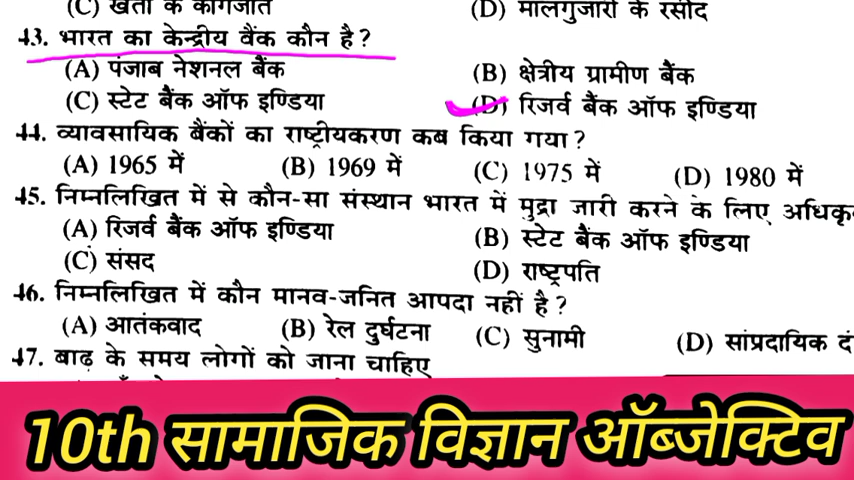 (C) खेती के कागजात (D) मालगुजारी के रसीद
43. भारत का केन्द्रीय बैंक कौन है ?
(A) पंजाब नेशनल बैंक (B) क्षेत्रीय ग्रामीण बैंक
(C) स्टेट बैंक ऑफ इण्डिया (D) रिजर्व बैंक ऑफ इण्डिया
44. व्यावसायिक बैंकों का राष्ट्रीयकरण कब किया गया ?
(A) 1965 में (B) 1969 में (C) 1975 में (D) 1980 में
45. निम्नलिखित में से कौन-सा संस्थान भारत में मुद्रा जारी करने के लिए
(A) रिजर्व बैंक ऑफ इण्डिया (B) स्टेट बैंक ऑफ इण्डिया
(C) संसद (D) राष्ट्रपति
46. निम्नलिखित में कौन मानव-जनित आपदा नहीं है ?
(A) आतंकवाद (B) रेल दुर्घटना (C) सुनामी (D) सांप्रदायिक
47. बाढ़ के समय लोगों को जाना चाहिए
10th सामाजिक विज्ञान ऑब्जेक्टिव